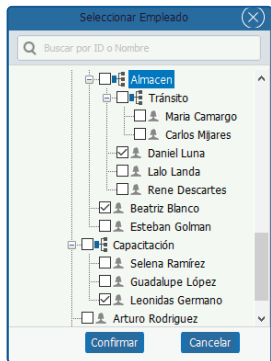 Seleccionar Empleado
Buscar por ID o Nombre
Almacen
Tránsito
Maria Camargo
Carlos Mijares
Daniel Luna
Lalo Landa
Rene Descartes
Beatriz Blanco
Esteban Golman
Capacitación
Selena Ramírez
Guadalupe López
Leonidas Germano
Arturo Rodriguez
Confirmar Cancelar